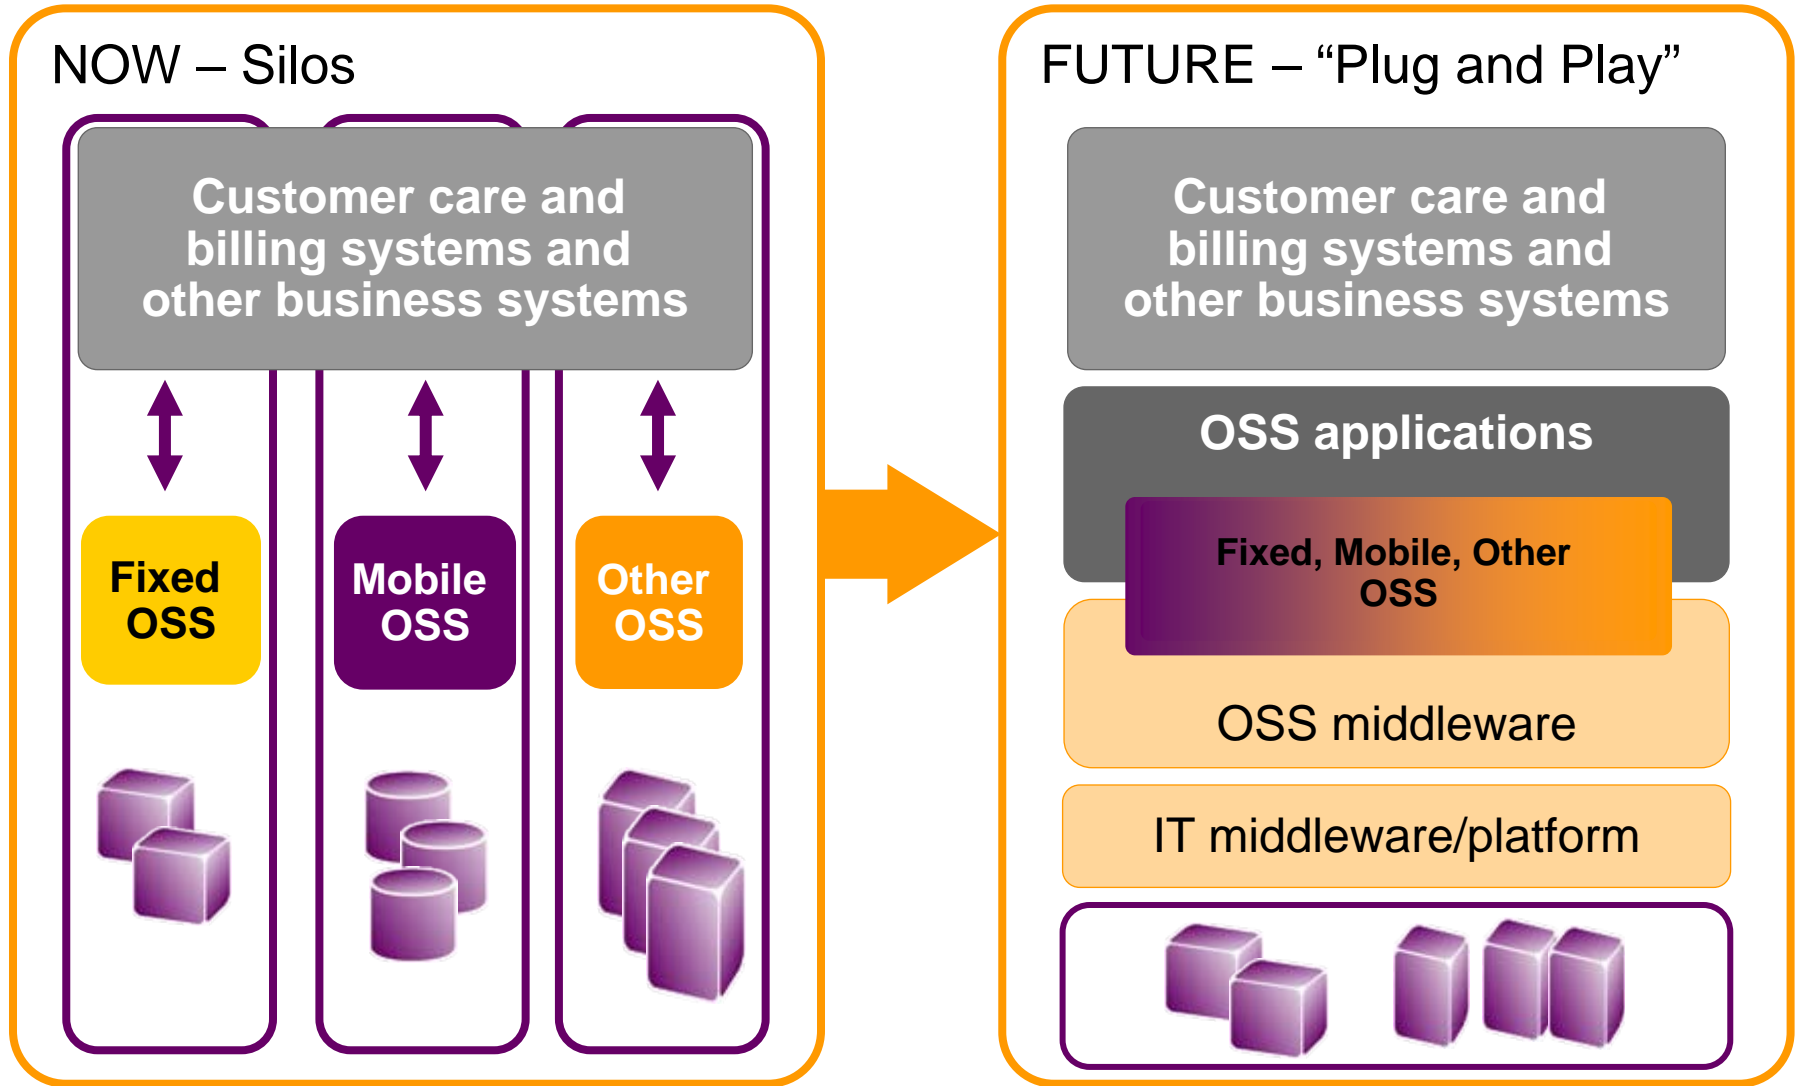 NOW – Silos
Customer care and
billing systems and
other business systems
Fixed
OSS
Mobile
OSS
Other
OSS
FUTURE – “Plug and Play”
Customer care and
billing systems and
other business systems
OSS applications
Fixed, Mobile, Other
OSS
OSS middleware
IT middleware/platform